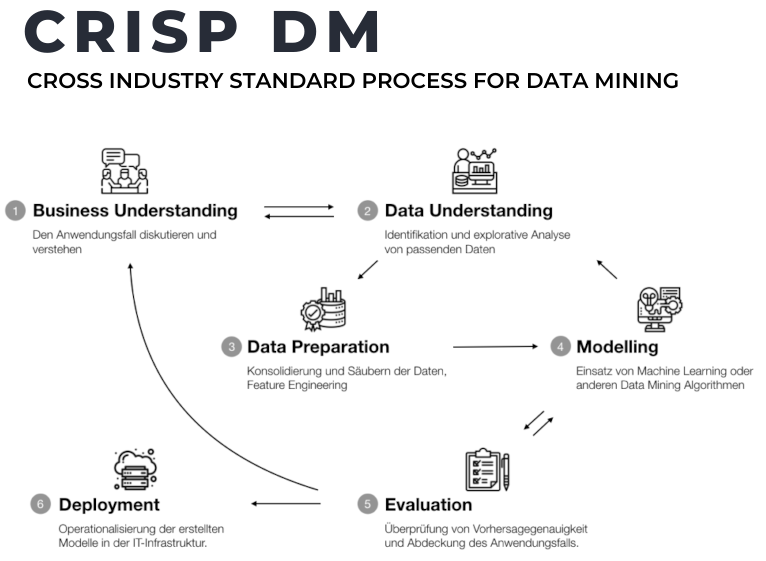 CRISP DM
CROSS INDUSTRY STANDARD PROCESS FOR DATA MINING
1 Business Understanding
Den Anwendungsfall diskutieren und
verstehen
2 Data Understanding
Identifikation und explorative Analyse
von passenden Daten
3 Data Preparation
Konsolidierung und Säubern der Daten,
Feature Engineering
4 Modelling
Einsatz von Machine Learning oder
anderen Data Mining Algorithmen
6 Deployment
Operationalisierung der erstellten
Modelle in der IT-Infrastruktur.
5 Evaluation
Überprüfung von Vorhersagegenauigkeit
und Abdeckung des Anwendungsfalls.